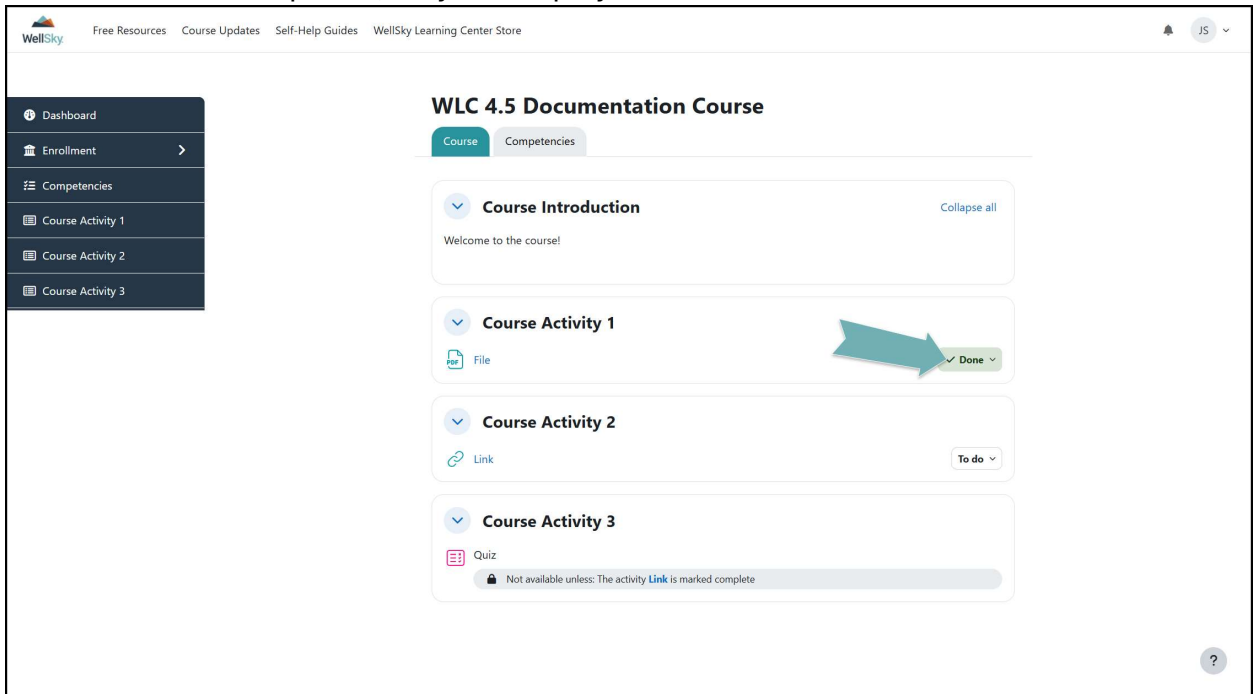 WellSky
Free Resources Course Updates Self-Help Guides WellSky Learning Center Store
JS
Dashboard
Enrollment
Competencies
Course Activity 1
Course Activity 2
Course Activity 3
WLC 4.5 Documentation Course
Course Competencies
Course Introduction
Collapse all
Welcome to the course!
Course Activity 1
PDF File
Done
Course Activity 2
Link
To do
Course Activity 3
Quiz
Not available unless: The activity Link is marked complete
?